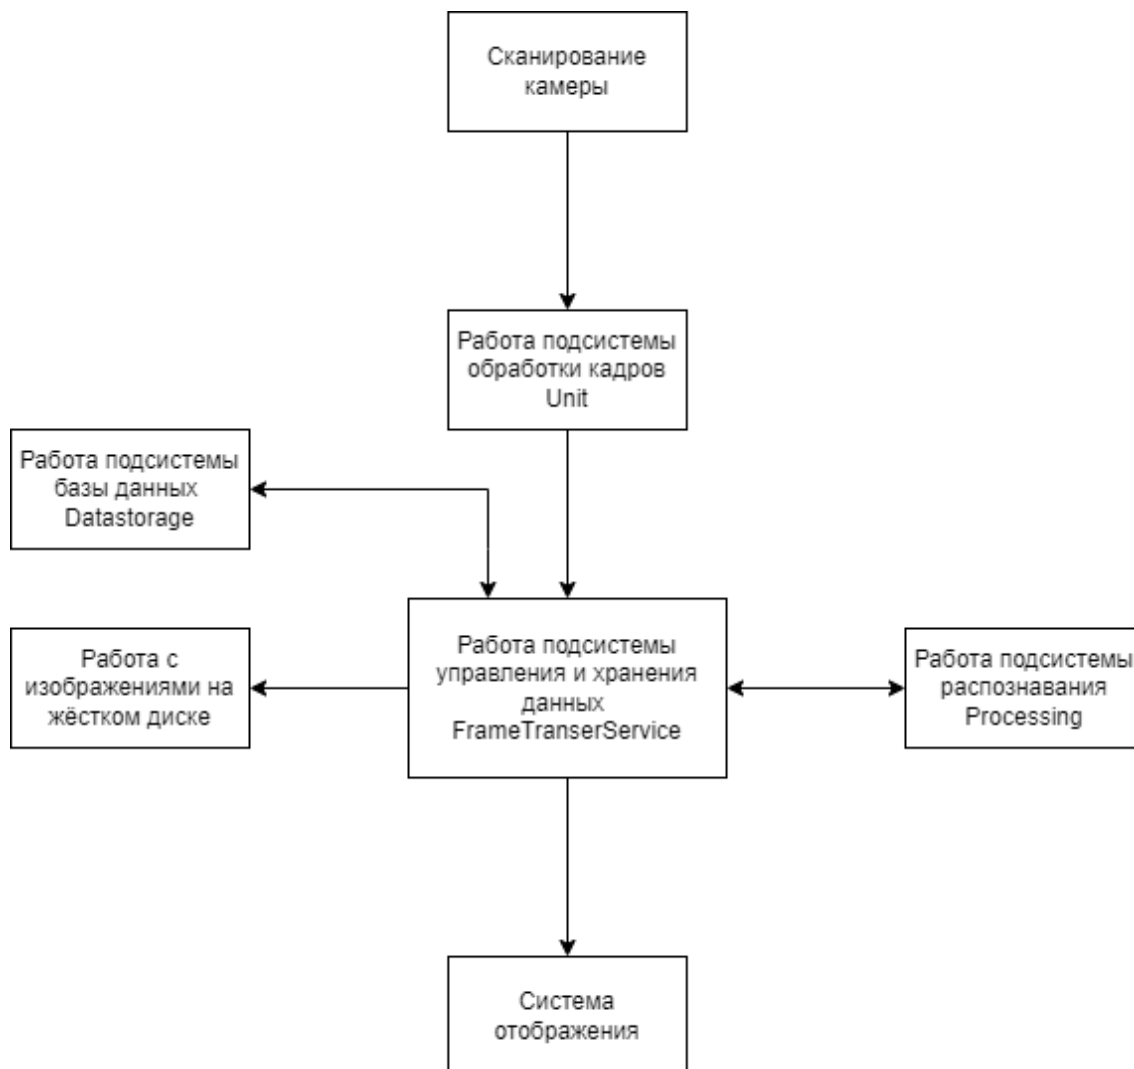 Сканирование
камеры
Работа подсистемы
обработки кадров
Unit
Работа подсистемы
базы данных
Datastorage
Работа с
изображениями на
жёстком диске
Работа подсистемы
управления и хранения
данных
FrameTranserService
Работа подсистемы
распознавания
Processing
Система
отображения